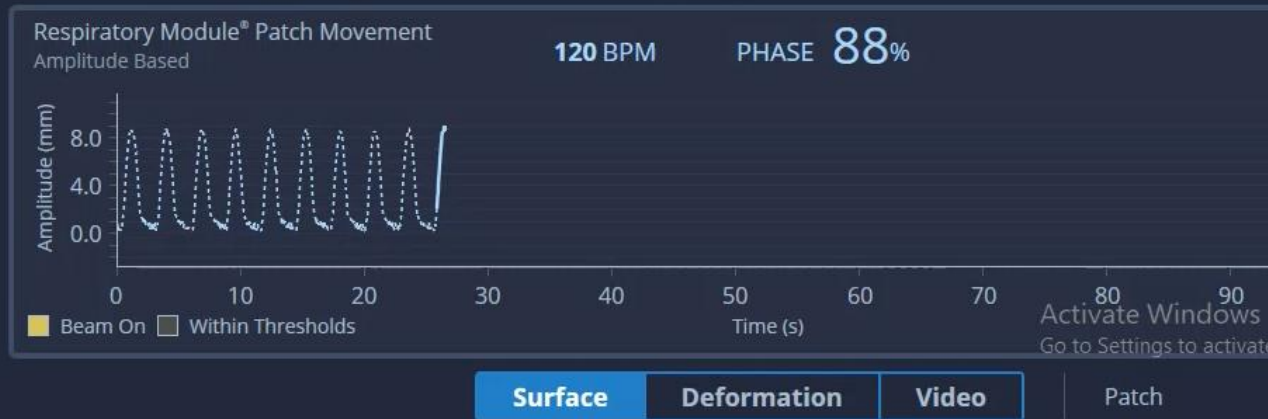 Respiratory Module® Patch Movement
Amplitude Based
120 BPM
PHASE 88%
Amplitude (mm)
8.0
4.0
0.0
0 10 20 30 40 50 60 70 80 90
Beam On Within Thresholds
Time (s)
Activate Windows
Go to Settings to activate
Surface Deformation Video Patch